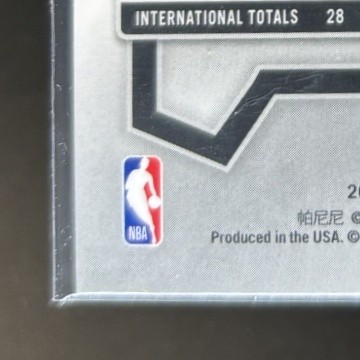 INTERNATIONAL TOTALS 28
帕尼尼 ©
NBA
Produced in the USA. ©